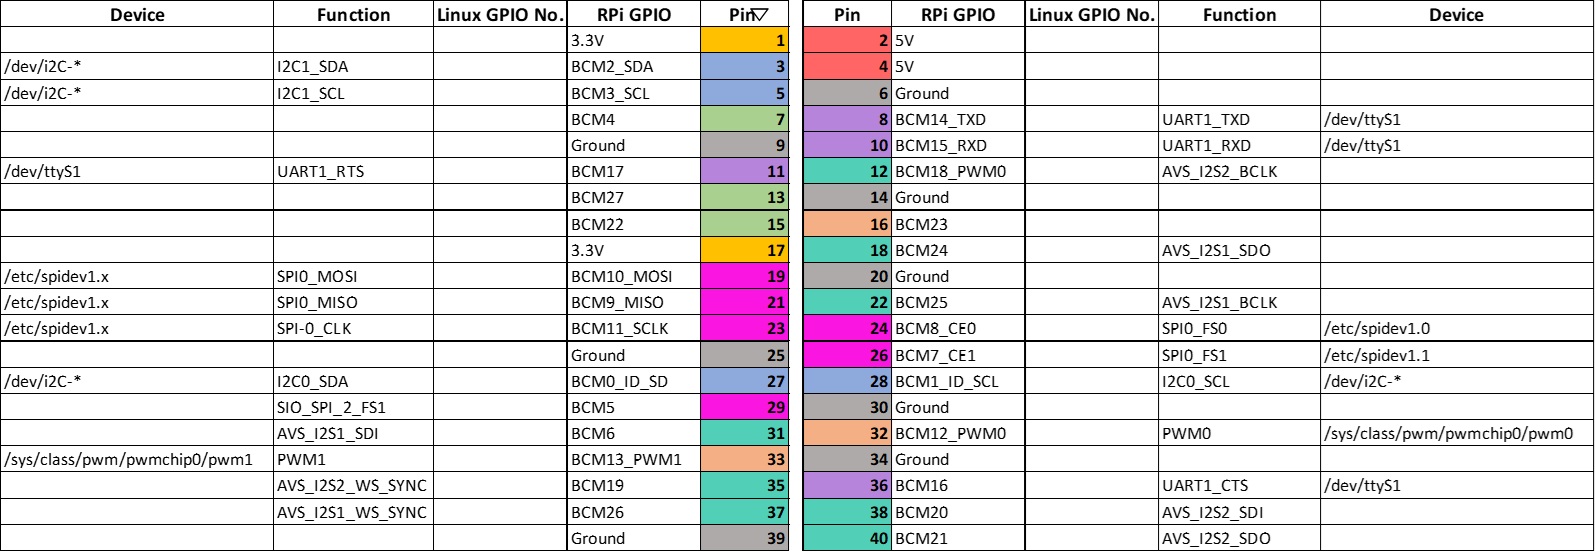 Device Function Linux GPIO No. RPi GPIO Pin Pin RPi GPIO Linux GPIO No. Function Device
3.3V 1 2 5V
/dev/i2C-* I2C1_SDA BCM2_SDA 3 4 5V
/dev/i2C-* I2C1_SCL BCM3_SCL 5 6 Ground
BCM4 7 8 BCM14_TXD UART1_TXD /dev/ttyS1
Ground 9 10 BCM15_RXD UART1_RXD /dev/ttyS1
/dev/ttyS1 UART1_RTS BCM17 11 12 BCM18_PWM0 AVS_I2S2_BCLK
BCM27 13 14 Ground
BCM22 15 16 BCM23
3.3V 17 18 BCM24 AVS_I2S1_SDO
/etc/spidev1.x SPI0_MOSI BCM10_MOSI 19 20 Ground
/etc/spidev1.x SPI0_MISO BCM9_MISO 21 22 BCM25 AVS_I2S1_BCLK
/etc/spidev1.x SPI-0_CLK BCM11_SCLK 23 24 BCM8_CE0 SPI0_FS0 /etc/spidev1.0
Ground 25 26 BCM7_CE1 SPI0_FS1 /etc/spidev1.1
/dev/i2C-* I2C0_SDA BCM0_ID_SD 27 28 BCM1_ID_SCL I2C0_SCL /dev/i2C-*
SIO_SPI_2_FS1 BCM5 29 30 Ground
AVS_I2S1_SDI BCM6 31 32 BCM12_PWM0 PWM0 /sys/class/pwm/pwmchip0/pwm0
/sys/class/pwm/pwmchip0/pwm1 PWM1 BCM13_PWM1 33 34 Ground
AVS_I2S2_WS_SYNC BCM19 35 36 BCM16 UART1_CTS /dev/ttyS1
AVS_I2S1_WS_SYNC BCM26 37 38 BCM20 AVS_I2S2_SDI
Ground 39 40 BCM21 AVS_I2S2_SDO